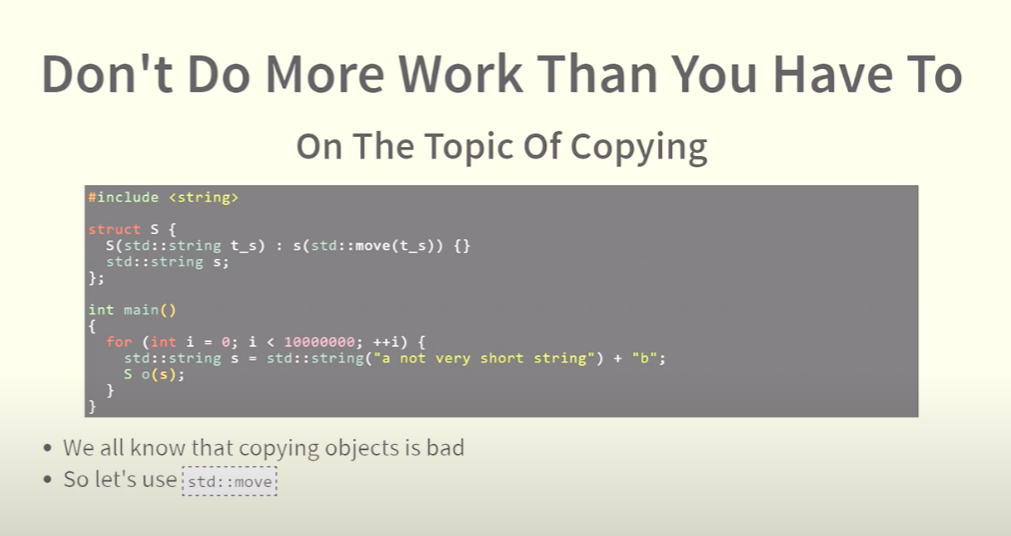 Don't Do More Work Than You Have To
On The Topic Of Copying
#include <string>
struct S {
S(std::string t_s) : s(std::move(t_s)) {}
std::string s;
};
int main()
{
for (int i = 0; i < 10000000; ++i) {
std::string s = std::string("a not very short string") + "b";
S o(s);
}
}
• We all know that copying objects is bad
• So let's use std::move